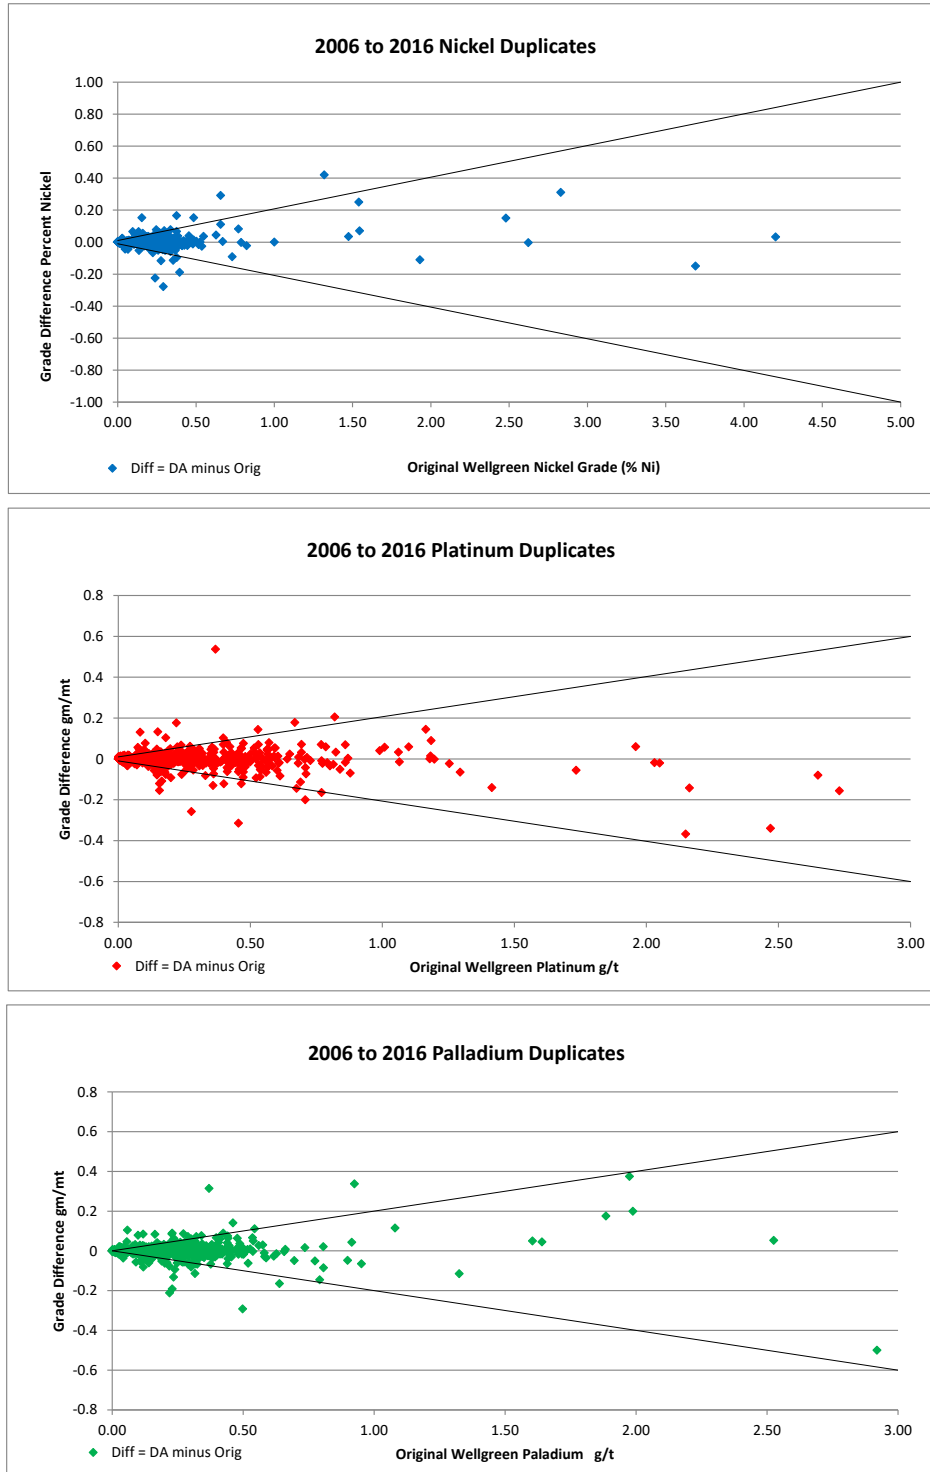 2006 to 2016 Nickel Duplicates
1.00
0.80
0.60
0.40
0.20
0.00
-0.20
-0.40
-0.60
-0.80
-1.00
Grade Difference Percent Nickel
0.00 0.50 1.00 1.50 2.00 2.50 3.00 3.50 4.00 4.50 5.00
Diff = DA minus Orig
Original Wellgreen Nickel Grade (% Ni)
2006 to 2016 Platinum Duplicates
0.8
0.6
0.4
0.2
0
-0.2
-0.4
-0.6
-0.8
Grade Difference gm/mt
0.00 0.50 1.00 1.50 2.00 2.50 3.00
Diff = DA minus Orig
Original Wellgreen Platinum g/t
2006 to 2016 Palladium Duplicates
0.8
0.6
0.4
0.2
0
-0.2
-0.4
-0.6
-0.8
Grade Difference gm/mt
0.00 0.50 1.00 1.50 2.00 2.50 3.00
Diff = DA minus Orig
Original Wellgreen Paladium g/t